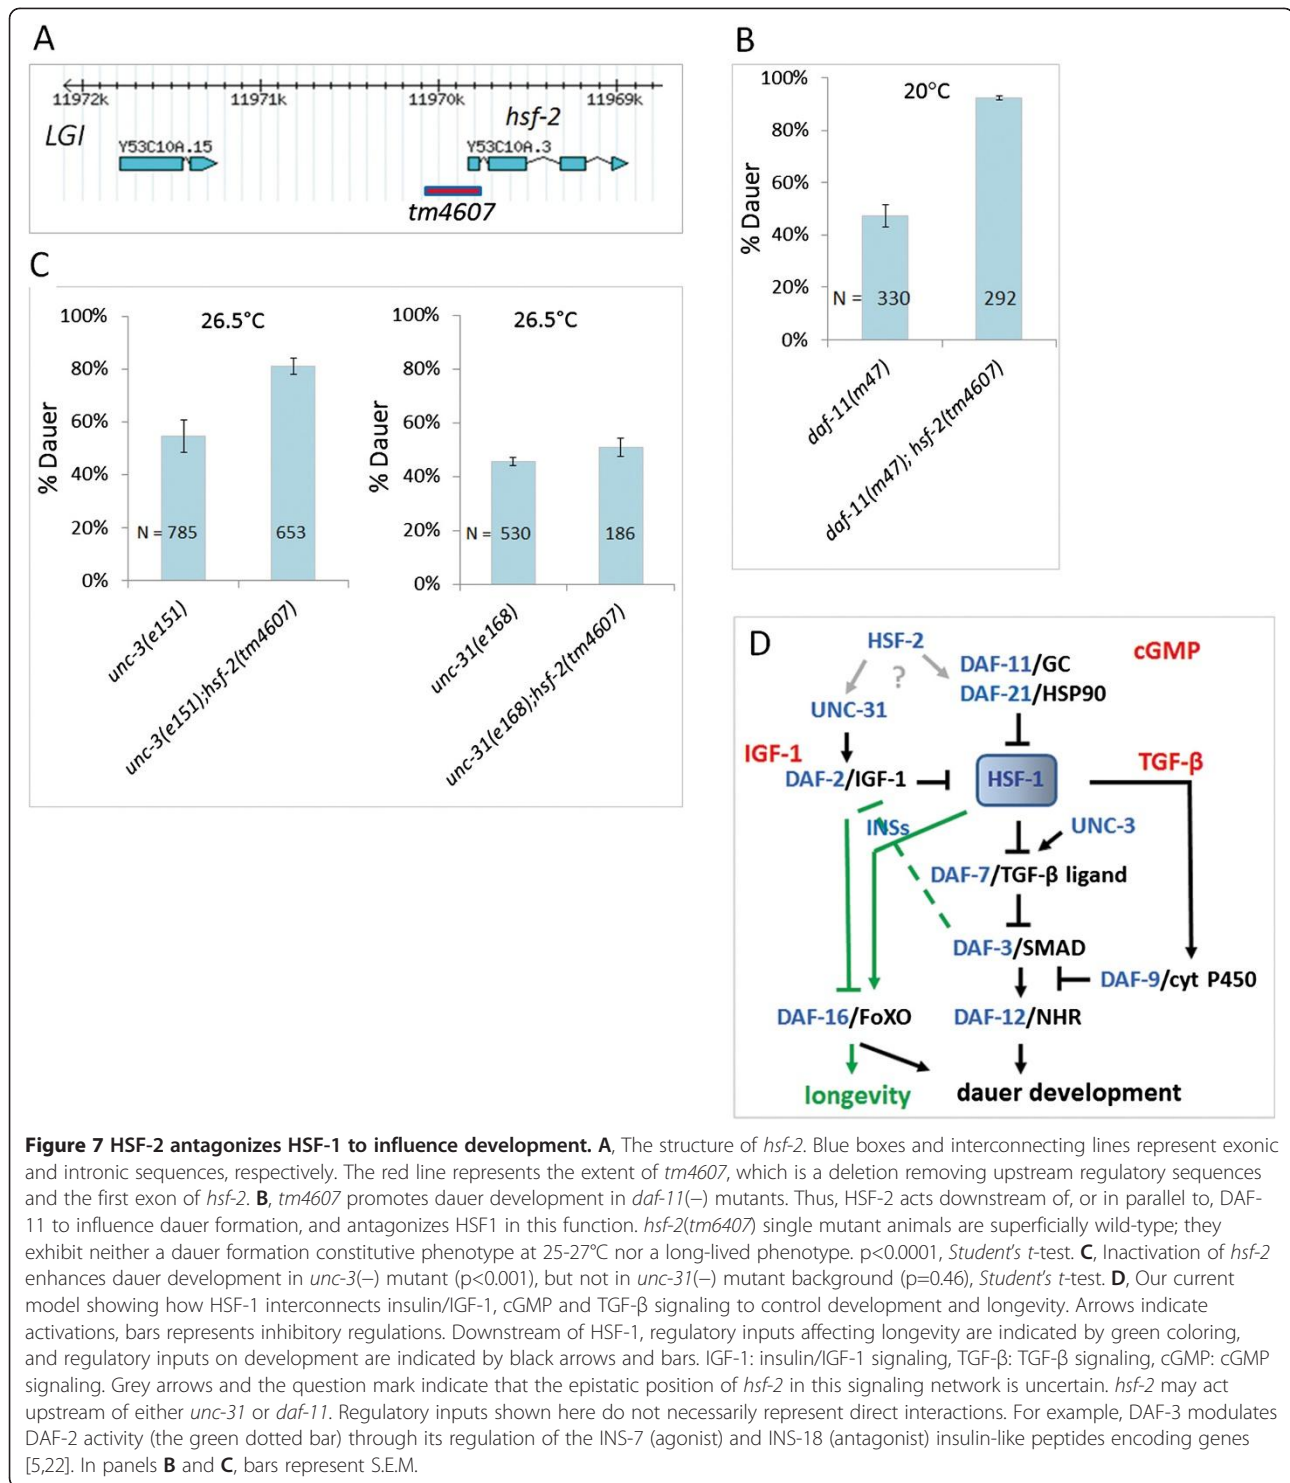 A
11972k 11971k 11970k 11969k
hsf-2
LGI
Y53C10A.15 Y53C10A.3
tm4607
B
100%
80%
60%
40%
20%
0%
% Dauer
20°C
N = 330 292
daf-11(m47)
daf-11(m47); hsf-2(tm4607)
C
100%
80%
60%
40%
20%
0%
% Dauer
26.5°C
N = 785 653
unc-3(e151)
unc-3(e151);hsf-2(tm4607)
100%
80%
60%
40%
20%
0%
% Dauer
26.5°C
N = 530 186
unc-31(e168)
unc-31(e168);hsf-2(tm4607)
D
HSF-2
?
DAF-11/GC
cGMP
DAF-21/HSP90
UNC-31
IGF-1
TGF-β
DAF-2/IGF-1
HSF-1
INSs
UNC-3
DAF-7/TGF-β ligand
DAF-3/SMAD
DAF-9/cyt P450
DAF-16/FoXO
DAF-12/NHR
longevity
dauer development
Figure 7 HSF-2 antagonizes HSF-1 to influence development. A, The structure of hsf-2. Blue boxes and interconnecting lines represent exonic
and intronic sequences, respectively. The red line represents the extent of tm4607, which is a deletion removing upstream regulatory sequences
and the first exon of hsf-2. B, tm4607 promotes dauer development in daf-11(−) mutants. Thus, HSF-2 acts downstream of, or in parallel to, DAF-
11 to influence dauer formation, and antagonizes HSF1 in this function. hsf-2(tm6407) single mutant animals are superficially wild-type; they
exhibit neither a dauer formation constitutive phenotype at 25-27°C nor a long-lived phenotype. p<0.0001, Student's t-test. C, Inactivation of hsf-2
enhances dauer development in unc-3(−) mutant (p<0.001), but not in unc-31(−) mutant background (p=0.46), Student's t-test. D, Our current
model showing how HSF-1 interconnects insulin/IGF-1, cGMP and TGF-β signaling to control development and longevity. Arrows indicate
activations, bars represents inhibitory regulations. Downstream of HSF-1, regulatory inputs affecting longevity are indicated by green coloring,
and regulatory inputs on development are indicated by black arrows and bars. IGF-1: insulin/IGF-1 signaling, TGF-β: TGF-β signaling, cGMP: cGMP
signaling. Grey arrows and the question mark indicate that the epistatic position of hsf-2 in this signaling network is uncertain. hsf-2 may act
upstream of either unc-31 or daf-11. Regulatory inputs shown here do not necessarily represent direct interactions. For example, DAF-3 modulates
DAF-2 activity (the green dotted bar) through its regulation of the INS-7 (agonist) and INS-18 (antagonist) insulin-like peptides encoding genes
[5,22]. In panels B and C, bars represent S.E.M.